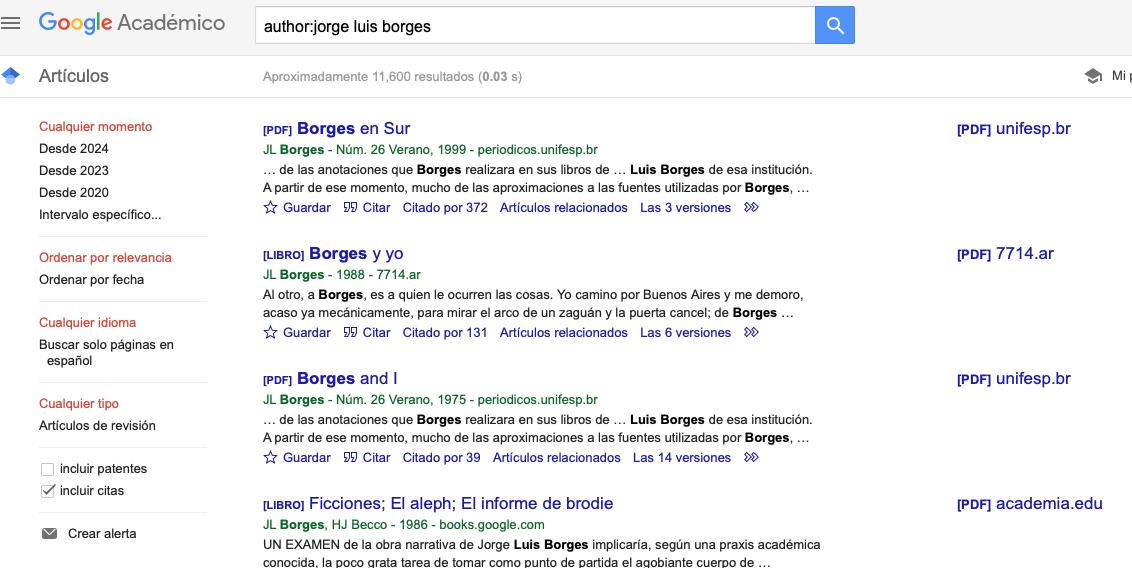 Google Académico
author:jorge luis borges
Artículos
Aproximadamente 11,600 resultados (0.03 s)
Mi p
Cualquier momento
Desde 2024
Desde 2023
Desde 2020
Intervalo específico...
Ordenar por relevancia
Ordenar por fecha
Cualquier idioma
Buscar solo páginas en
español
Cualquier tipo
Artículos de revisión
incluir patentes
incluir citas
Crear alerta
[PDF] Borges en Sur
JL Borges - Núm. 26 Verano, 1999 - periodicos.unifesp.br
… de las anotaciones que Borges realizara en sus libros de … Luis Borges de esa institución.
A partir de ese momento, mucho de las aproximaciones a las fuentes utilizadas por Borges, …
Guardar Citar Citado por 372 Artículos relacionados Las 3 versiones
[PDF] unifesp.br
[LIBRO] Borges y yo
JL Borges - 1988 - 7714.ar
Al otro, a Borges, es a quien le ocurren las cosas. Yo camino por Buenos Aires y me demoro,
acaso ya mecánicamente, para mirar el arco de un zaguán y la puerta cancel; de Borges …
Guardar Citar Citado por 131 Artículos relacionados Las 6 versiones
[PDF] 7714.ar
[PDF] Borges and I
JL Borges - Núm. 26 Verano, 1975 - periodicos.unifesp.br
… de las anotaciones que Borges realizara en sus libros de … Luis Borges de esa institución.
A partir de ese momento, mucho de las aproximaciones a las fuentes utilizadas por Borges, …
Guardar Citar Citado por 39 Artículos relacionados Las 14 versiones
[PDF] unifesp.br
[LIBRO] Ficciones; El aleph; El informe de brodie
JL Borges, HJ Becco - 1986 - books.google.com
UN EXAMEN de la obra narrativa de Jorge Luis Borges implicaría, según una praxis académica
conocida, la poco grata tarea de tomar como punto de partida el agobiante cuerpo de …
[PDF] academia.edu